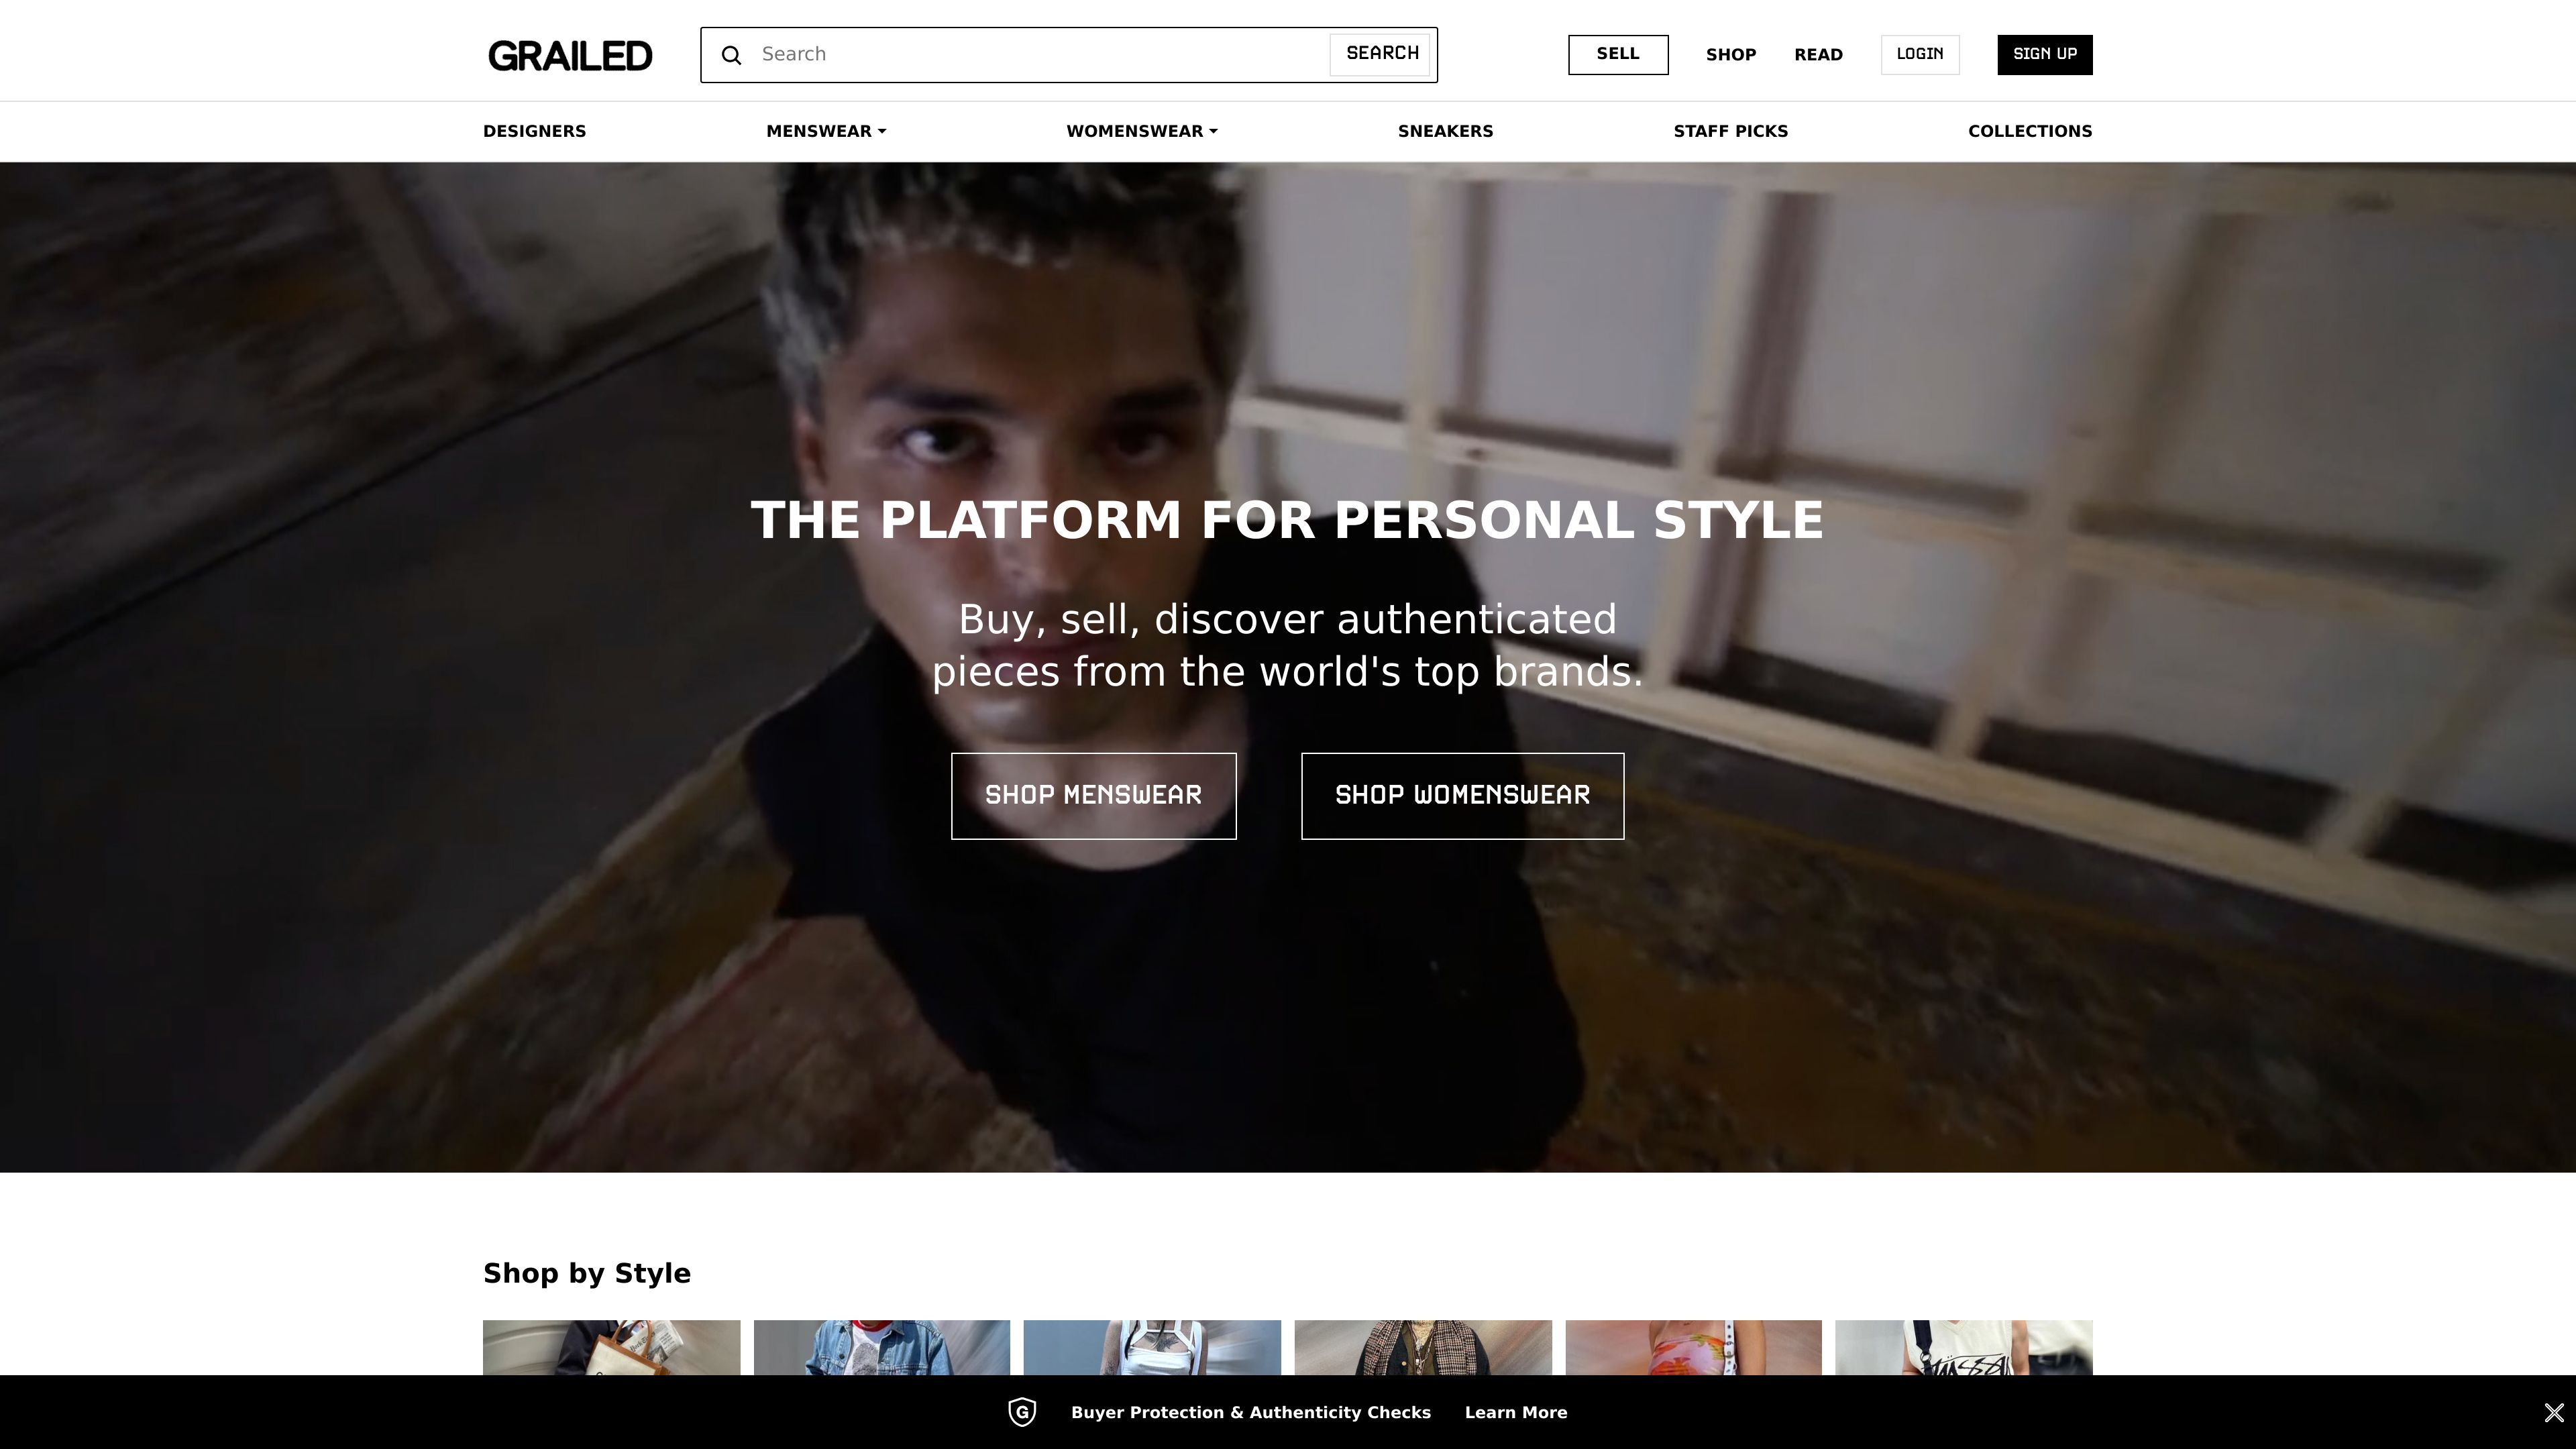 GRAILED
Search
SEARCH
SELL
SHOP
READ
LOGIN
SIGN UP
DESIGNERS
MENSWEAR
WOMENSWEAR
SNEAKERS
STAFF PICKS
COLLECTIONS
THE PLATFORM FOR PERSONAL STYLE
Buy, sell, discover authenticated
pieces from the world's top brands.
SHOP MENSWEAR
SHOP WOMENSWEAR
Shop by Style
G
Buyer Protection & Authenticity Checks
Learn More